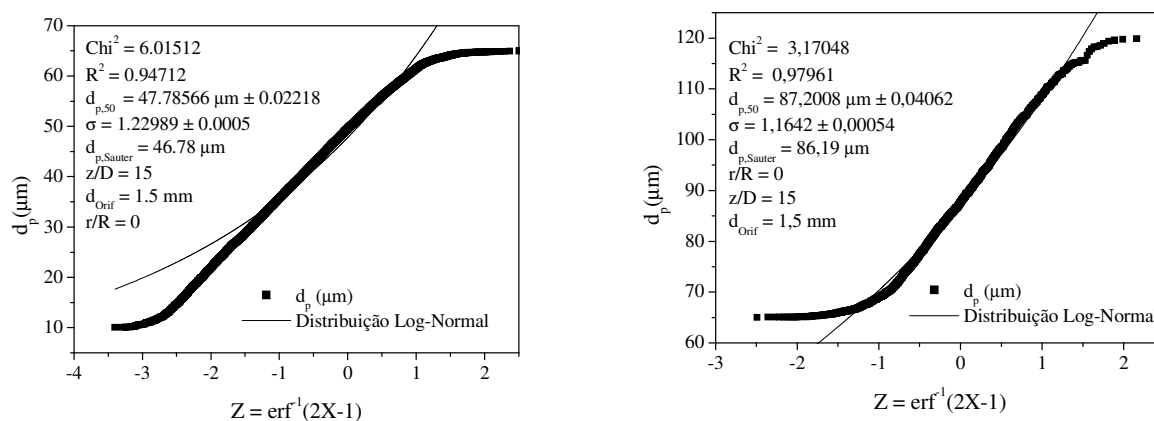 70
60
50
40
30
20
10
d_p (μm)
Chi² = 6.01512
R² = 0.94712
d_p,50 = 47.78566 μm ± 0.02218
σ = 1.22989 ± 0.0005
d_p,Sauter = 46.78 μm
z/D = 15
d_Orif = 1.5 mm
r/R = 0
d_p (μm)
Distribuição Log-Normal
-4 -3 -2 -1 0 1 2
Z = erf⁻¹(2X-1)
120
110
100
90
80
70
60
d_p (μm)
Chi² = 3,17048
R² = 0,97961
d_p,50 = 87,2008 μm ± 0,04062
σ = 1,1642 ± 0,00054
d_p,Sauter = 86,19 μm
r/R = 0
z/D = 15
d_Orif = 1,5 mm
d_p (μm)
Distribuição Log-Normal
-3 -2 -1 0 1 2
Z = erf⁻¹(2X-1)